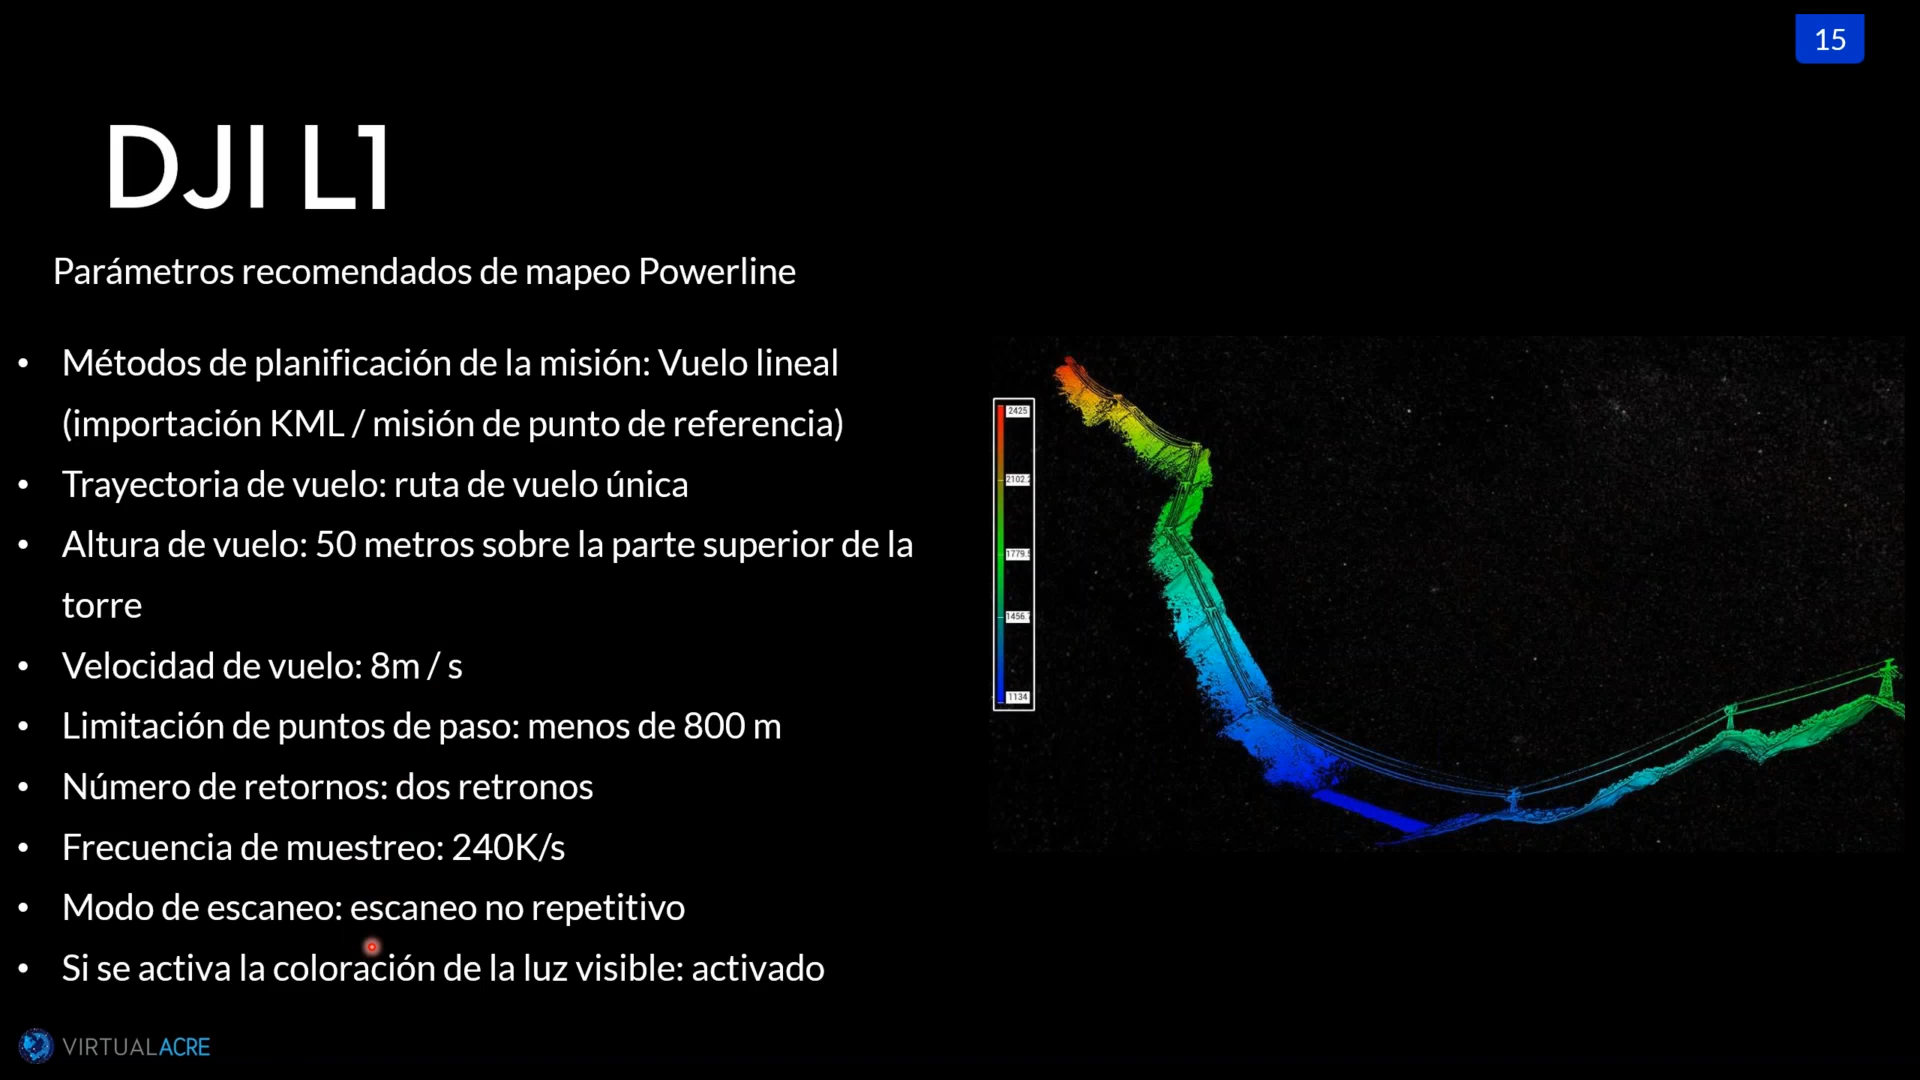 15
DJI L1
Parámetros recomendados de mapeo Powerline
• Métodos de planificación de la misión: Vuelo lineal
(importación KML / misión de punto de referencia)
• Trayectoria de vuelo: ruta de vuelo única
• Altura de vuelo: 50 metros sobre la parte superior de la
torre
• Velocidad de vuelo: 8m / s
• Limitación de puntos de paso: menos de 800 m
• Número de retornos: dos retronos
• Frecuencia de muestreo: 240K/s
• Modo de escaneo: escaneo no repetitivo
• Si se activa la coloración de la luz visible: activado
2425
1134
VIRTUALACRE